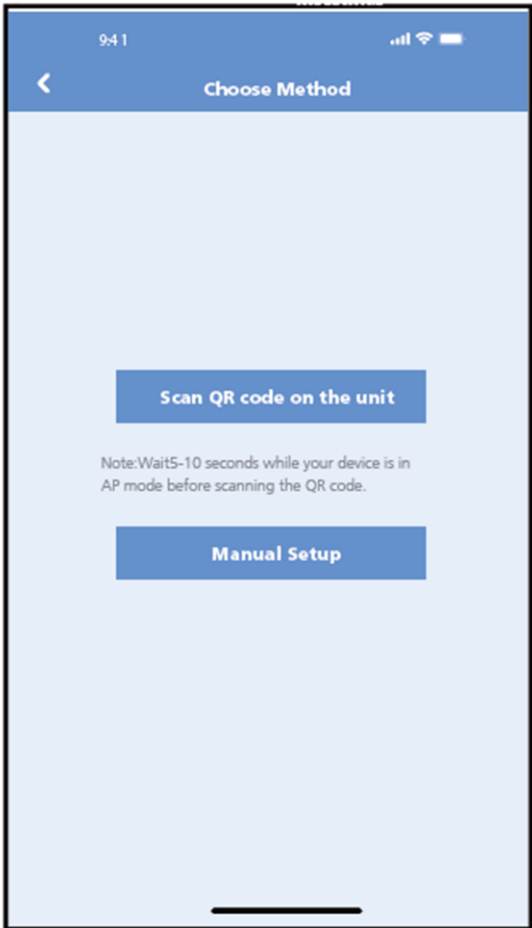 9:41
Choose Method
Scan QR code on the unit
Note:Wait5-10 seconds while your device is in
AP mode before scanning the QR code.
Manual Setup